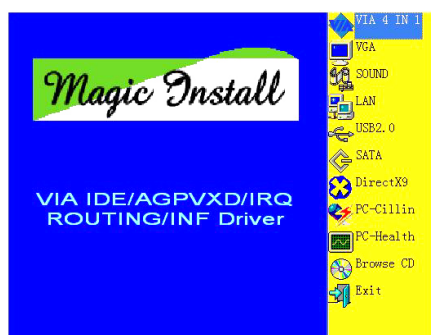 Magic Install
VIA IDE/AGPVXD/IRQ
ROUTING/INF Driver
VIA 4 IN 1
VGA
SOUND
LAN
USB2.0
SATA
DirectX9
PC-Cillin
PC-Health
Browse CD
Exit